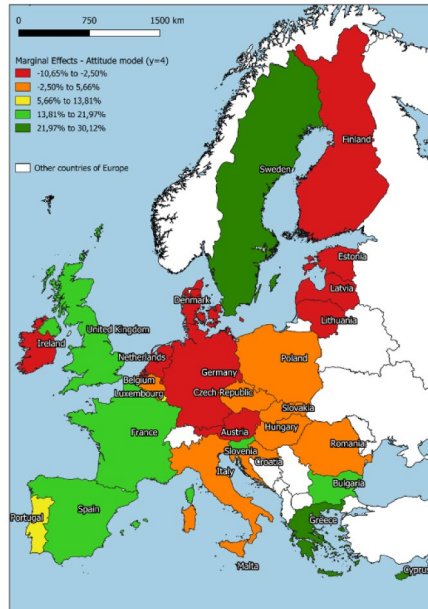 0 750 1500 km
Marginal Effects - Attitude model (y=4)
-10,65% to -2,50%
-2,50% to 5,66%
5,66% to 13,81%
13,81% to 21,97%
21,97% to 30,12%
Other countries of Europe
Finland
Sweden
Estonia
Latvia
Denmark
Lithuania
United Kingdom
Ireland
Netherlands
Poland
Belgium
Germany
Luxembourg
Czech Republic
Slovakia
France
Austria
Hungary
Slovenia
Romania
Croatia
Italy
Bulgaria
Portugal
Spain
Greece
Malta
Cyprus